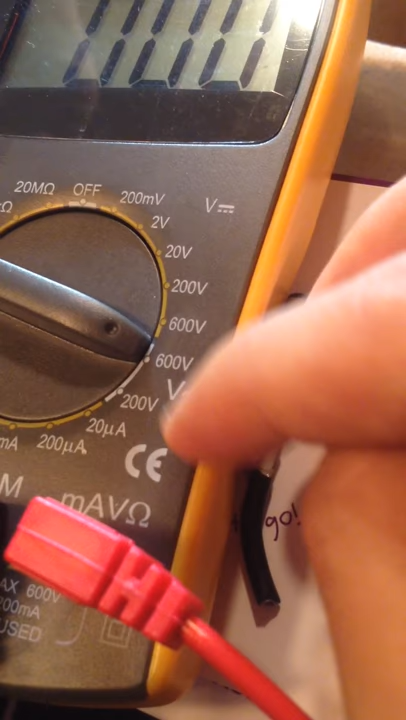 20MΩ
OFF
200mV
V
Ω
2V
20V
200V
600V
600V
V
200V
20μA
200μA
mA
CE
M
mAVΩ
AX 600V
200mA
USED
go!